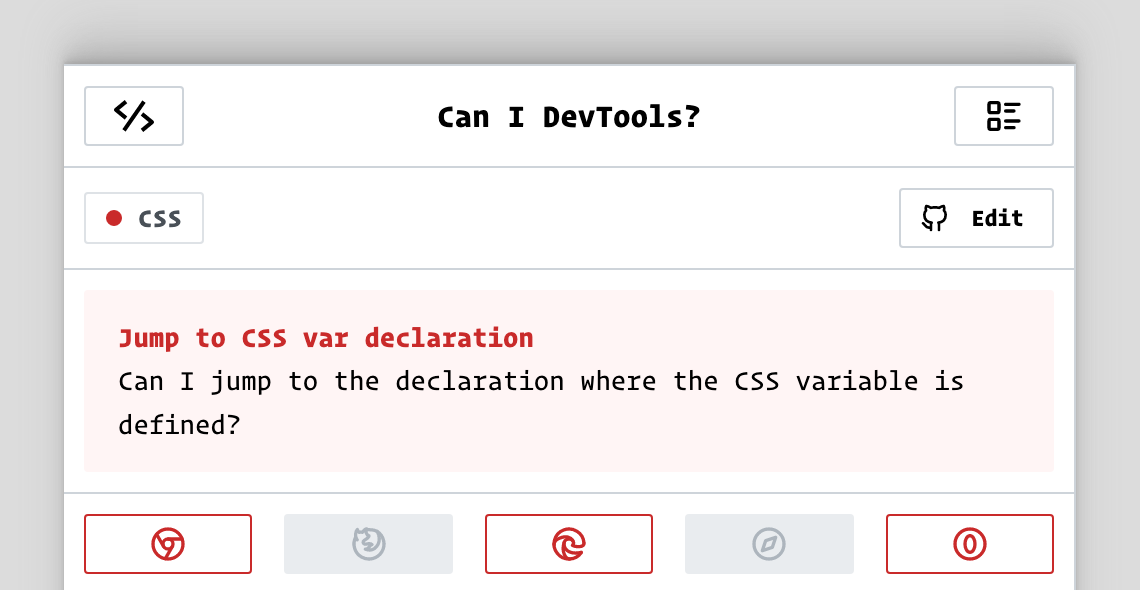 Can I DevTools?
CSS
Edit
Jump to CSS var declaration
Can I jump to the declaration where the CSS variable is
defined?